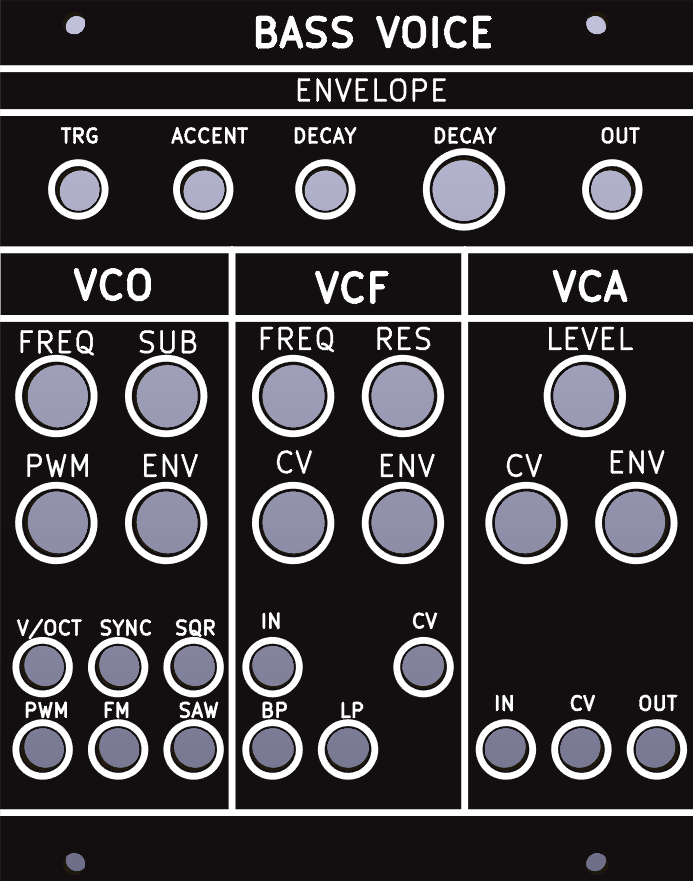 BASS VOICE
ENVELOPE
TRG ACCENT DECAY DECAY OUT
VCO VCF VCA
FREQ SUB FREQ RES LEVEL
PWM ENV CV ENV CV ENV
V/OCT SYNC SQR IN CV
PWM FM SAW BP LP IN CV OUT